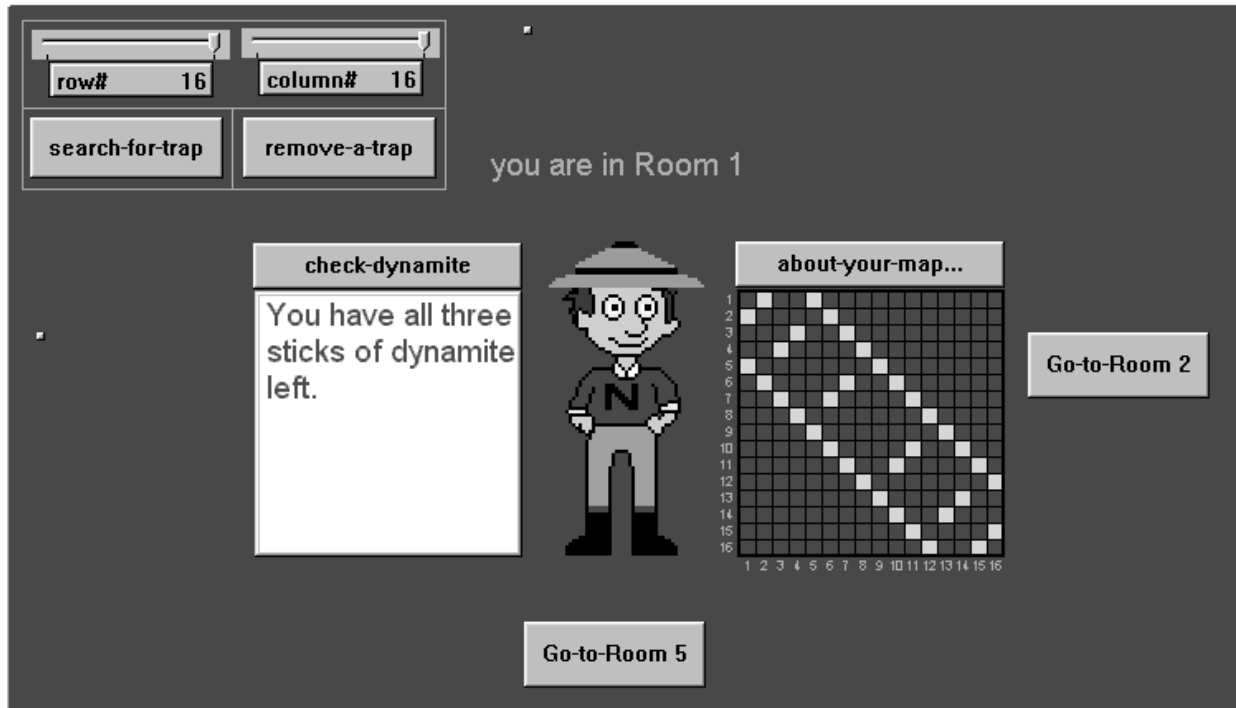 row# 16
column# 16
search-for-trap
remove-a-trap
you are in Room 1
check-dynamite
You have all three
sticks of dynamite
left.
N
about-your-map...
1
2
3
4
5
6
7
8
9
10
11
12
13
14
15
16
1 2 3 4 5 6 7 8 9 10 11 12 13 14 15 16
Go-to-Room 2
Go-to-Room 5